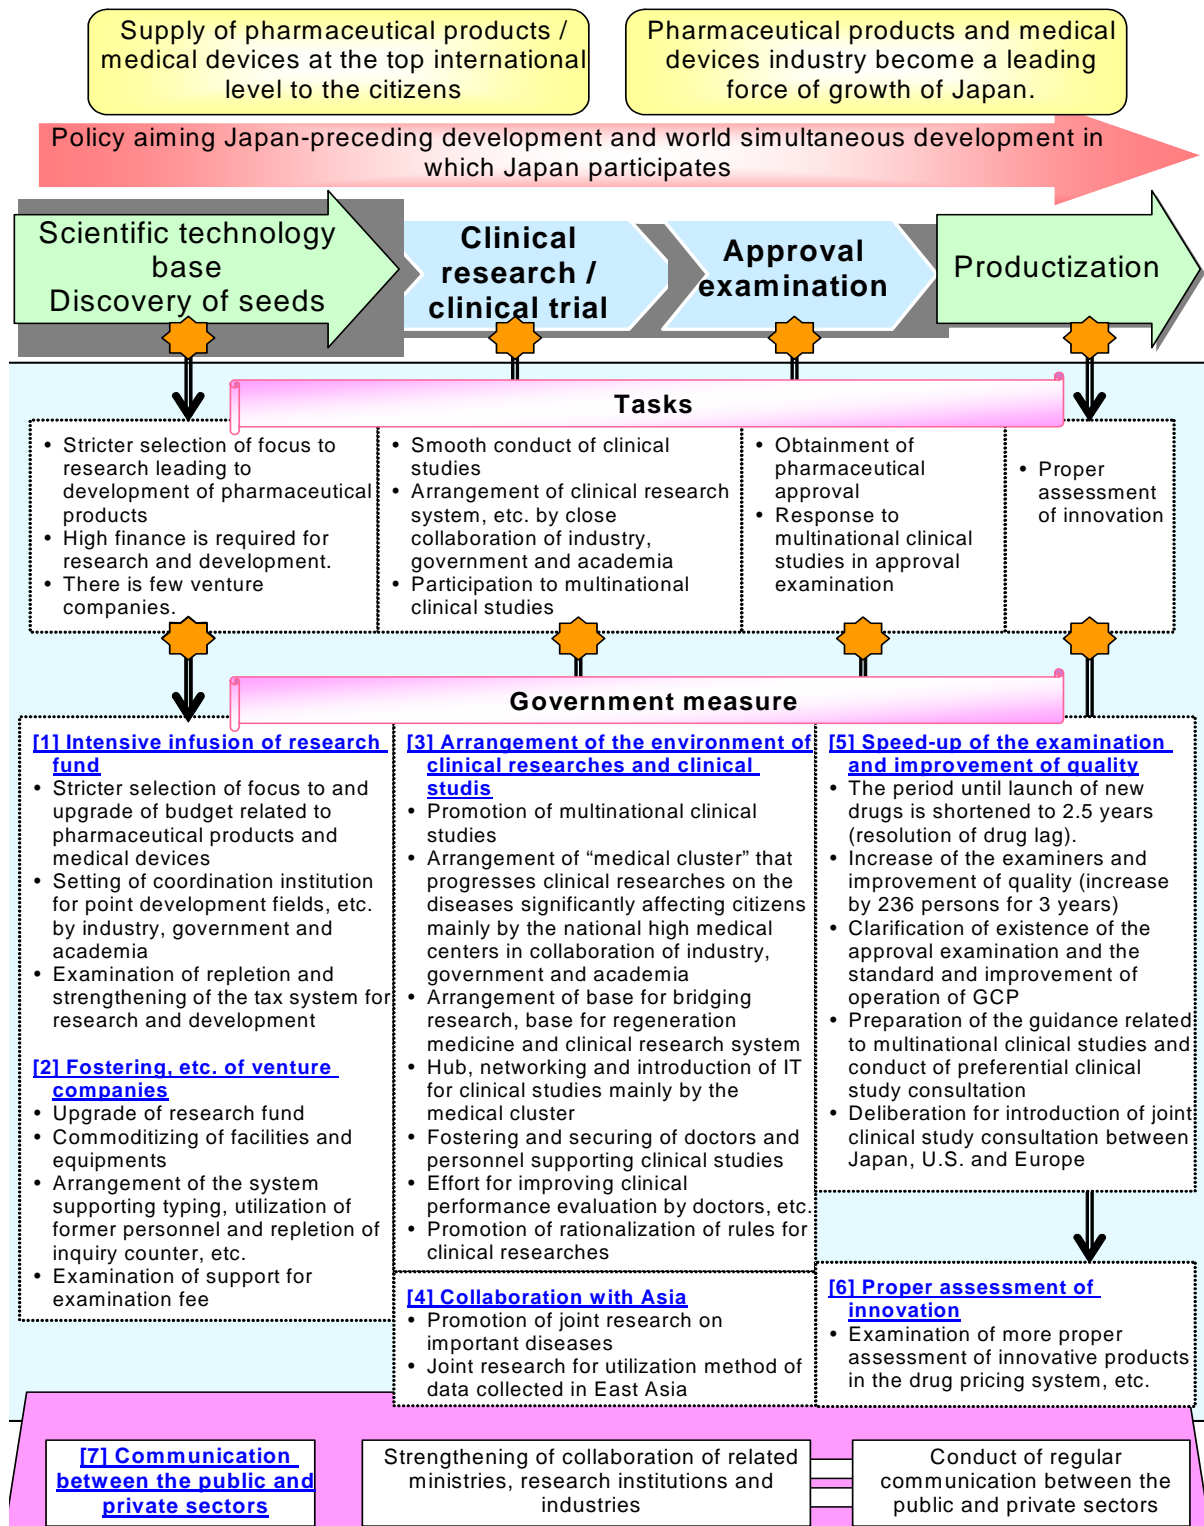 Supply of pharmaceutical products /
medical devices at the top international
level to the citizens
Pharmaceutical products and medical
devices industry become a leading
force of growth of Japan.
Policy aiming Japan-preceding development and world simultaneous development in
which Japan participates
Scientific technology
base
Discovery of seeds
Clinical
research /
clinical trial
Approval
examination
Productization
Tasks
• Stricter selection of focus to
research leading to
development of pharmaceutical
products
• High finance is required for
research and development.
• There is few venture
companies.
• Smooth conduct of clinical
studies
• Arrangement of clinical research
system, etc. by close
collaboration of industry,
government and academia
• Participation to multinational
clinical studies
• Obtainment of
pharmaceutical
approval
• Response to
multinational clinical
studies in approval
examination
• Proper
assessment
of innovation
Government measure
[1] Intensive infusion of research
fund
• Stricter selection of focus to and
upgrade of budget related to
pharmaceutical products and
medical devices
• Setting of coordination institution
for point development fields, etc.
by industry, government and
academia
• Examination of repletion and
strengthening of the tax system for
research and development
[2] Fostering, etc. of venture
companies
• Upgrade of research fund
• Commoditizing of facilities and
equipments
• Arrangement of the system
supporting typing, utilization of
former personnel and repletion of
inquiry counter, etc.
• Examination of support for
examination fee
[3] Arrangement of the environment of
clinical researches and clinical
studis
• Promotion of multinational clinical
studies
• Arrangement of “medical cluster” that
progresses clinical researches on the
diseases significantly affecting citizens
mainly by the national high medical
centers in collaboration of industry,
government and academia
• Arrangement of base for bridging
research, base for regeneration
medicine and clinical research system
• Hub, networking and introduction of IT
for clinical studies mainly by the
medical cluster
• Fostering and securing of doctors and
personnel supporting clinical studies
• Effort for improving clinical
performance evaluation by doctors, etc.
• Promotion of rationalization of rules for
clinical researches
[4] Collaboration with Asia
• Promotion of joint research on
important diseases
• Joint research for utilization method of
data collected in East Asia
[5] Speed-up of the examination
and improvement of quality
• The period until launch of new
drugs is shortened to 2.5 years
(resolution of drug lag).
• Increase of the examiners and
improvement of quality (increase
by 236 persons for 3 years)
• Clarification of existence of the
approval examination and the
standard and improvement of
operation of GCP
• Preparation of the guidance related
to multinational clinical studies and
conduct of preferential clinical
study consultation
• Deliberation for introduction of joint
clinical study consultation between
Japan, U.S. and Europe
[6] Proper assessment of
innovation
• Examination of more proper
assessment of innovative products
in the drug pricing system, etc.
[7] Communication
between the public and
private sectors
Strengthening of collaboration of related
ministries, research institutions and
industries
Conduct of regular
communication between the
public and private sectors